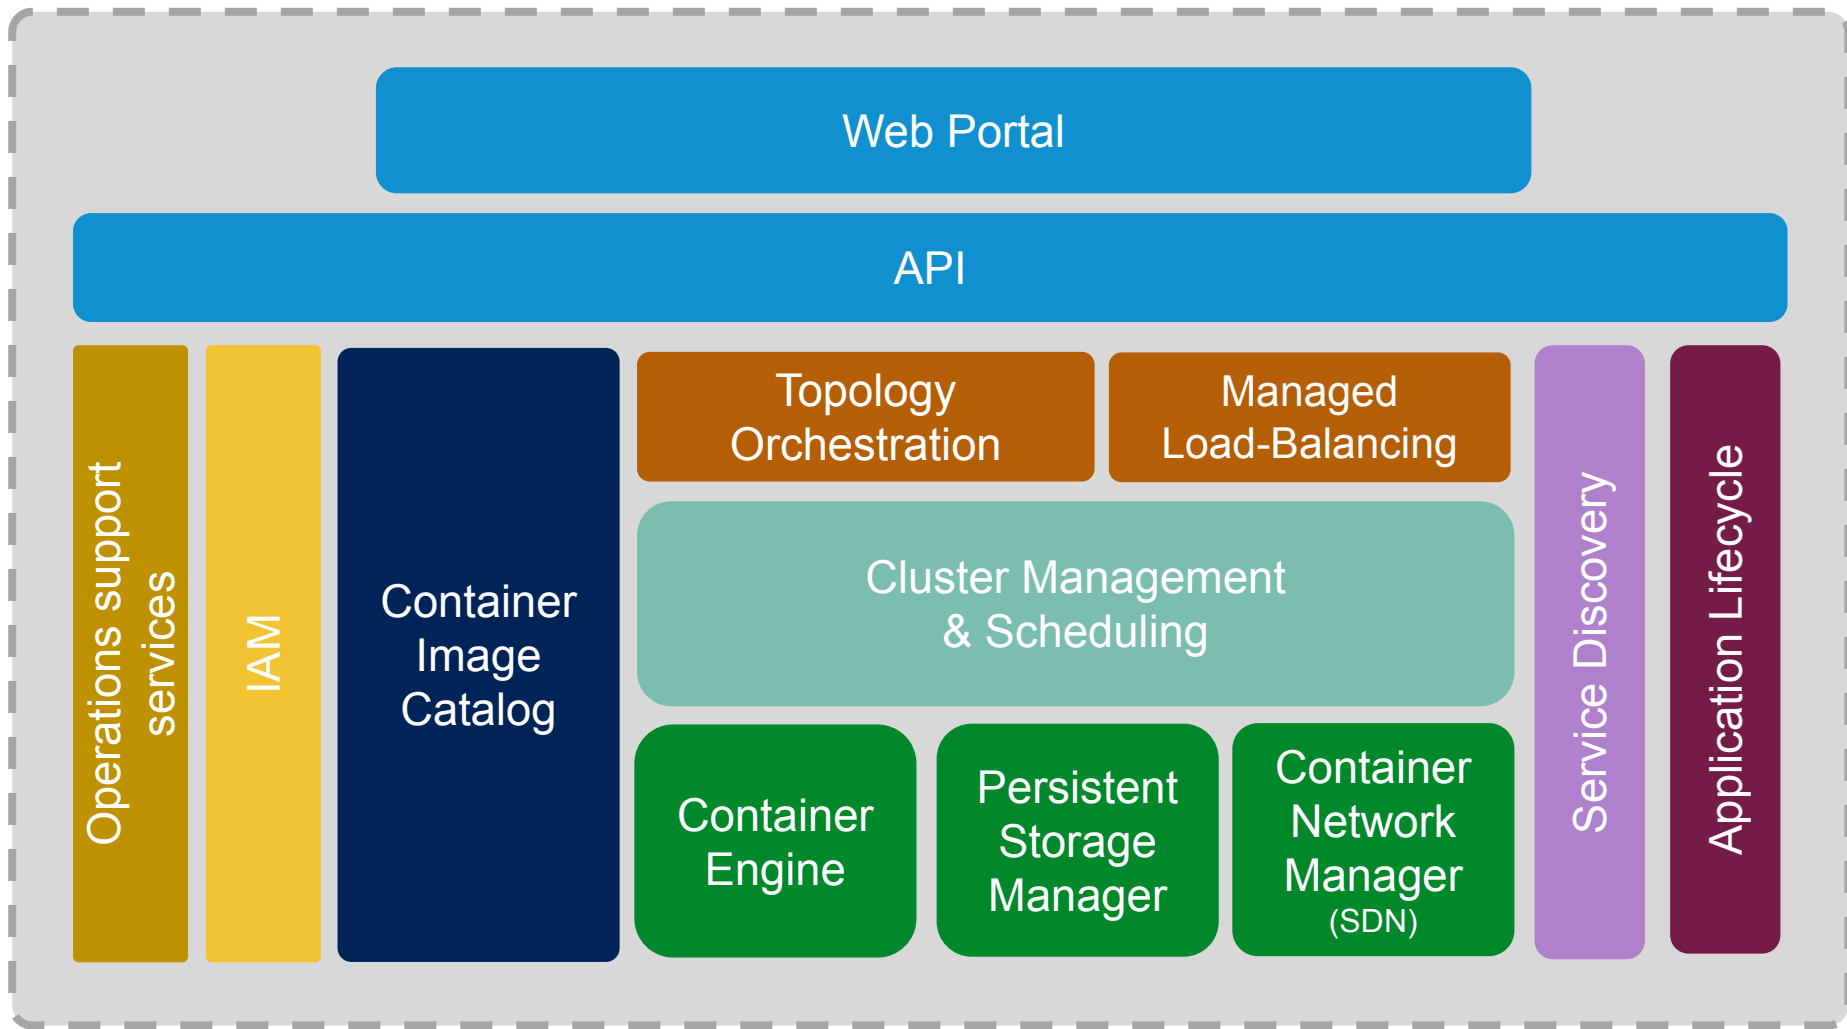 Web Portal
API
Operations support
services
IAM
Container
Image
Catalog
Topology
Orchestration
Managed
Load-Balancing
Cluster Management
& Scheduling
Container
Engine
Persistent
Storage
Manager
Container
Network
Manager
(SDN)
Service Discovery
Application Lifecycle